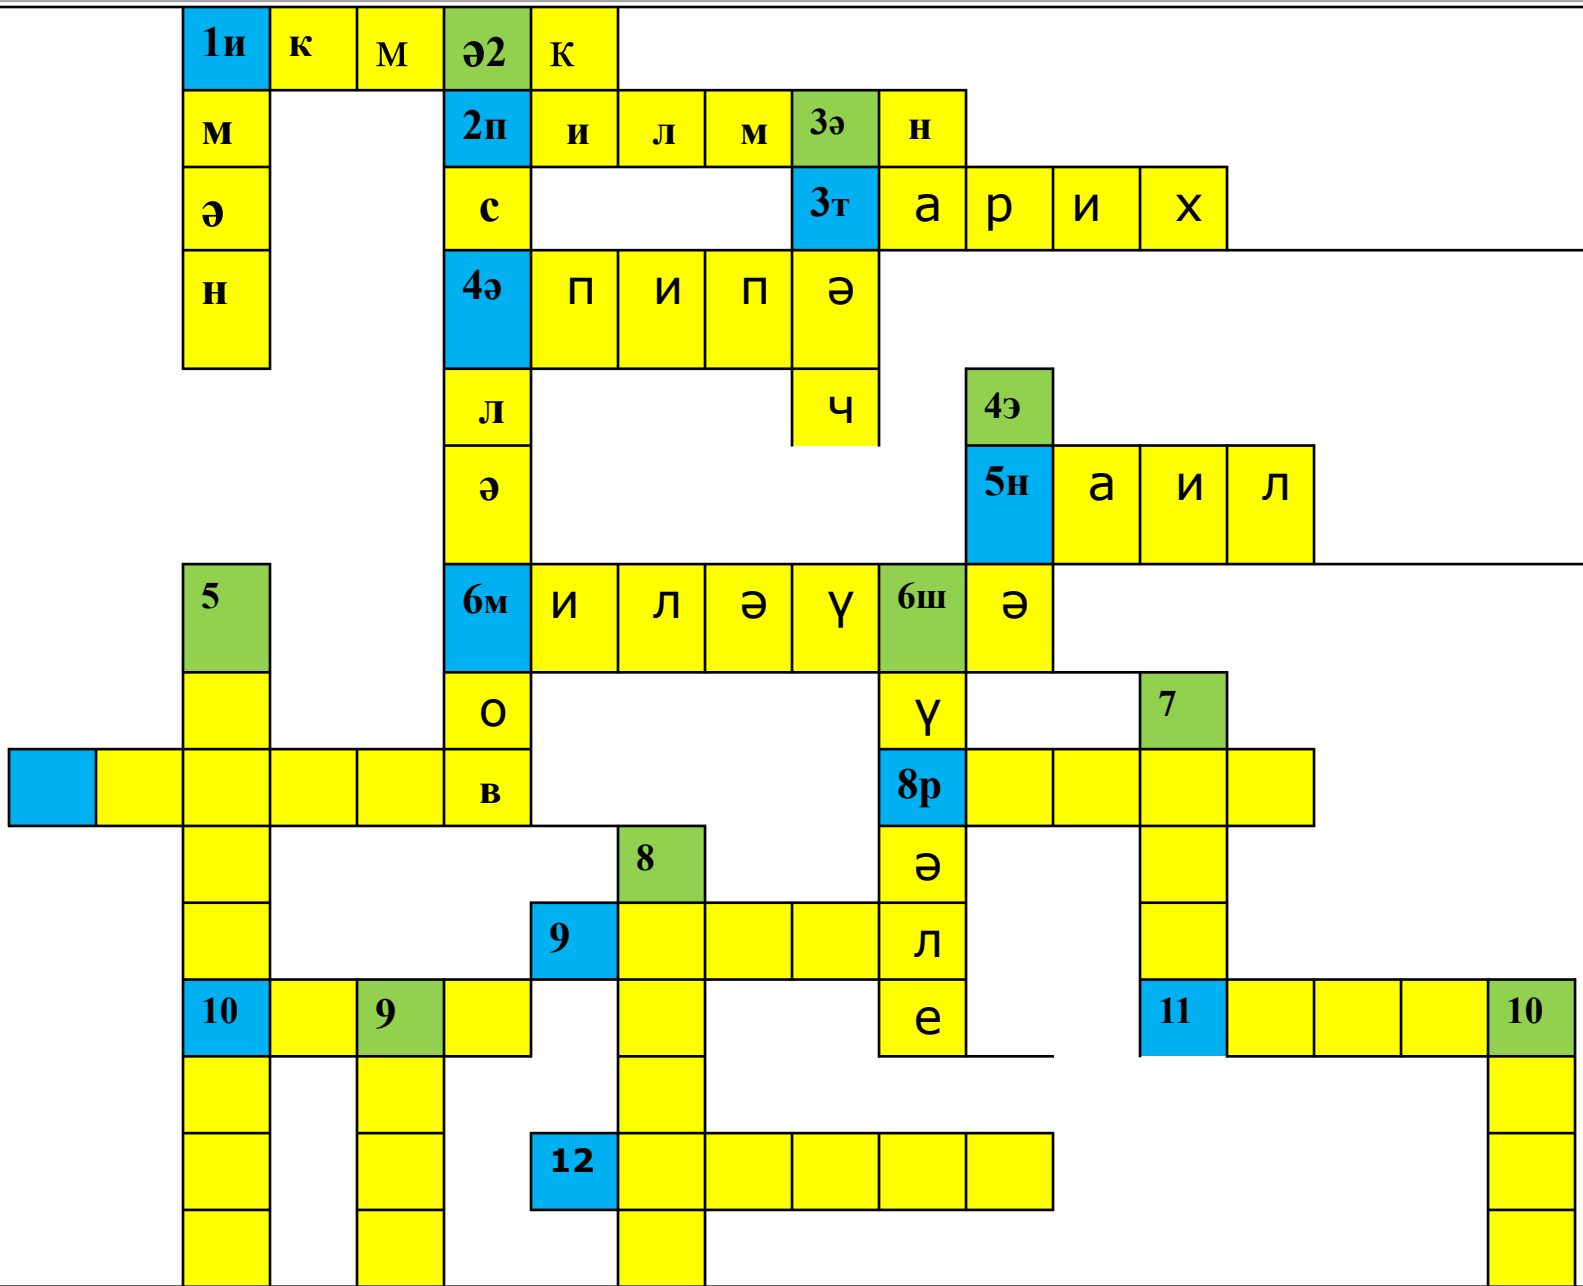 1и к м ә2 к
м 2п и л м 3ә н
ә с 3т а р и х
н 4ә п и п ә
л ч 4э
ә 5н а и л
5 6м и л ә ү 6ш ә
о ү 7
в 8р
8 ә
9 л
10 9 е 11 10
12